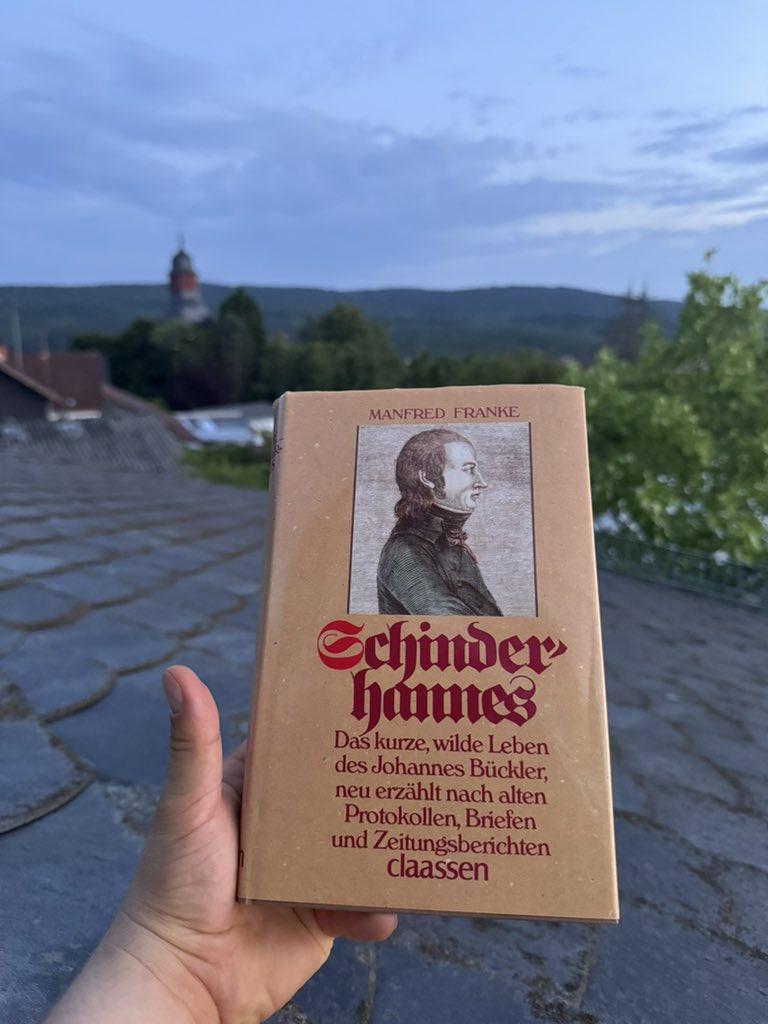 MANFRED FRANKE
Schinder-
hannes
Das kurze, wilde Leben
des Johannes Bückler,
neu erzählt nach alten
Protokollen, Briefen
und Zeitungsberichten
claassen